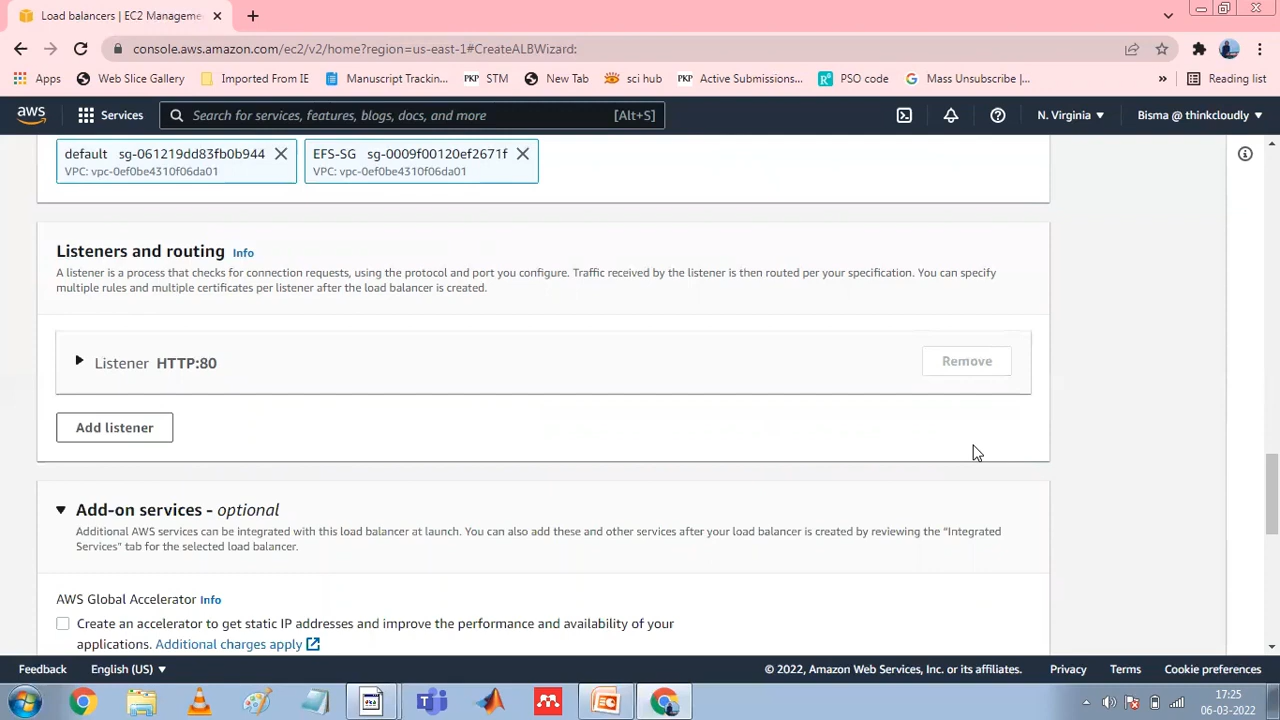 Load balancers | EC2 Manageme
console.aws.amazon.com/ec2/v2/home?region=us-east-1#CreateALBWizard:
Apps
Web Slice Gallery
Imported From IE
Manuscript Trackin...
PKP STM
New Tab
sci hub
PKP Active Submissions...
PSO code
Mass Unsubscribe |...
»
Reading list
aws
Services
Search for services, features, blogs, docs, and more
[Alt+S]
N. Virginia
Bisma @ thinkcloudly
default sg-061219dd83fb0b944
VPC: vpc-0ef0be4310f06da01
EFS-SG sg-0009f00120ef2671f
VPC: vpc-0ef0be4310f06da01
Listeners and routing Info
A listener is a process that checks for connection requests, using the protocol and port you configure. Traffic received by the listener is then routed per your specification. You can specify
multiple rules and multiple certificates per listener after the load balancer is created.
Listener HTTP:80
Remove
Add listener
Add-on services - optional
Additional AWS services can be integrated with this load balancer at launch. You can also add these and other services after your load balancer is created by reviewing the “Integrated
Services” tab for the selected load balancer.
AWS Global Accelerator Info
Create an accelerator to get static IP addresses and improve the performance and availability of your
applications. Additional charges apply
Feedback
English (US)
© 2022, Amazon Web Services, Inc. or its affiliates.
Privacy
Terms
Cookie preferences
17:25
06-03-2022